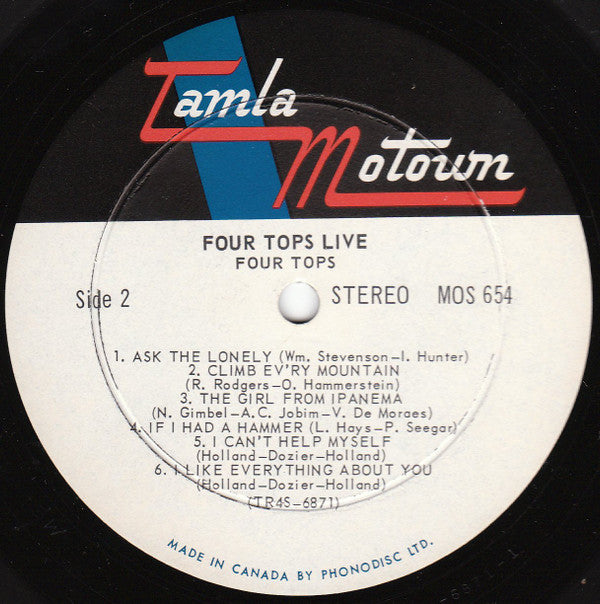 Tamla
Motown
FOUR TOPS LIVE
FOUR TOPS
Side 2 STEREO MOS 654
1. ASK THE LONELY (Wm. Stevenson–I. Hunter)
2. CLIMB EV'RY MOUNTAIN
(R. Rodgers–O. Hammerstein)
3. THE GIRL FROM IPANEMA
(N. Gimbel–A.C. Jobim–V. De Moraes)
4. IF I HAD A HAMMER (L. Hays–P. Seegar)
5. I CAN'T HELP MYSELF
(Holland-Dozier-Holland)
6. I LIKE EVERYTHING ABOUT YOU
(Holland-Dozier-Holland)
(TR4S-6871)
MADE IN CANADA BY PHONODISC LTD.